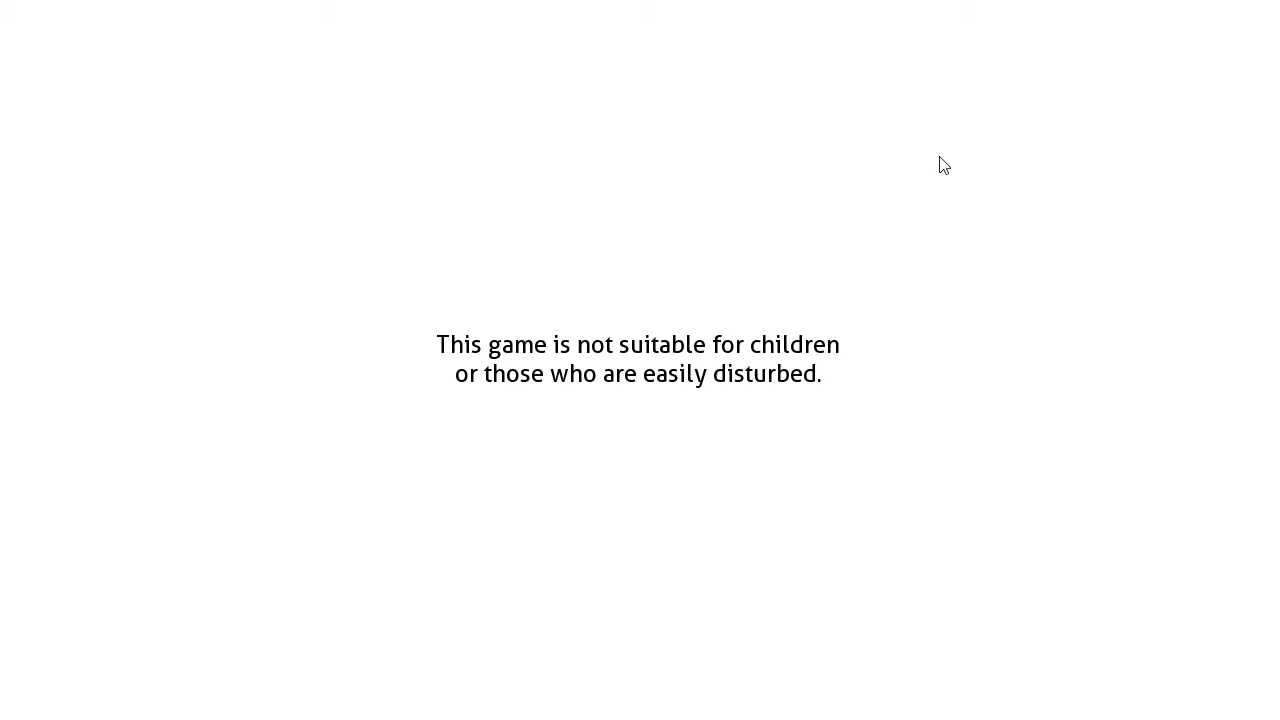 This game is not suitable for children
or those who are easily disturbed.